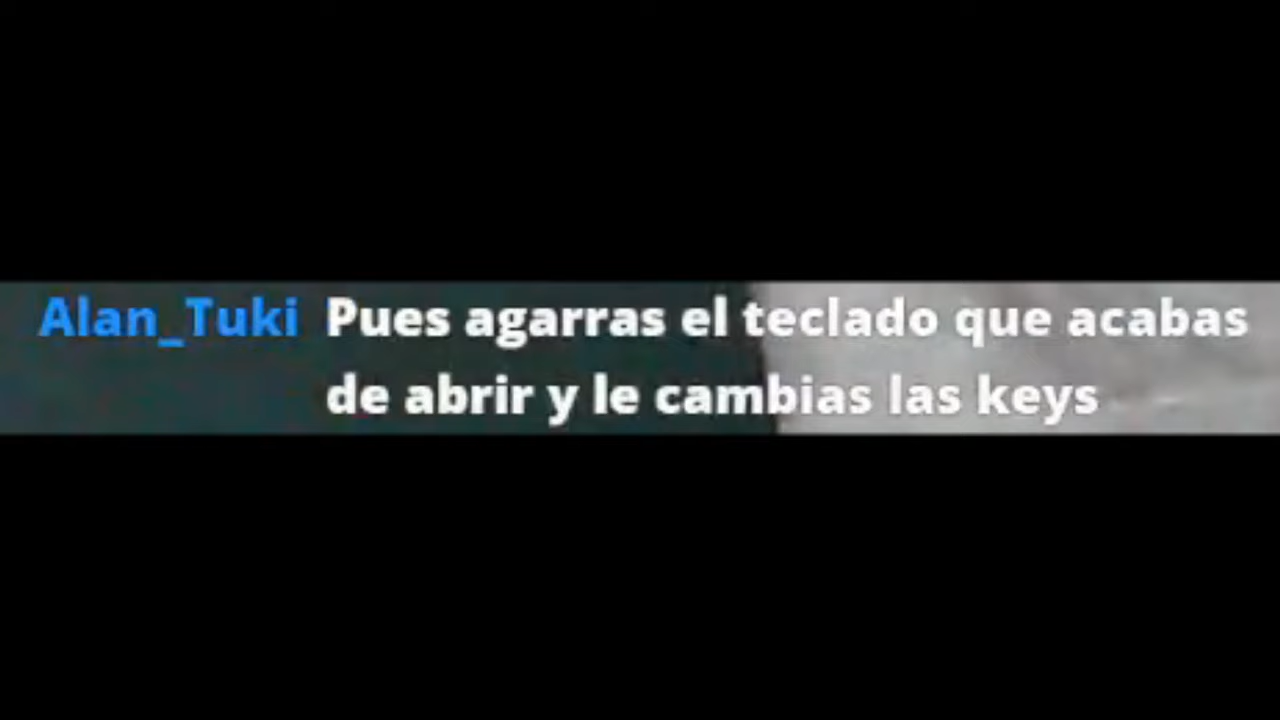 Alan_Tuki Pues agarras el teclado que acabas
de abrir y le cambias las keys